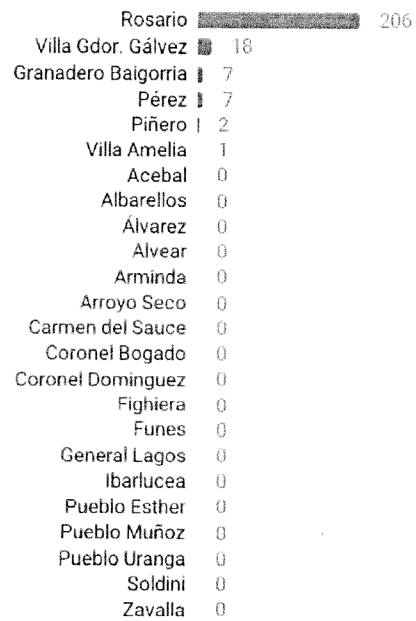 Rosario 206
Villa Gdor. Gálvez 18
Granadero Baigorria 7
Pérez 7
Piñero 2
Villa Amelia 1
Acebal 0
Albarellos 0
Álvarez 0
Alvear 0
Arminda 0
Arroyo Seco 0
Carmen del Sauce 0
Coronel Bogado 0
Coronel Dominguez 0
Fighiera 0
Funes 0
General Lagos 0
Ibarlucea 0
Pueblo Esther 0
Pueblo Muñoz 0
Pueblo Uranga 0
Soldini 0
Zavalla 0